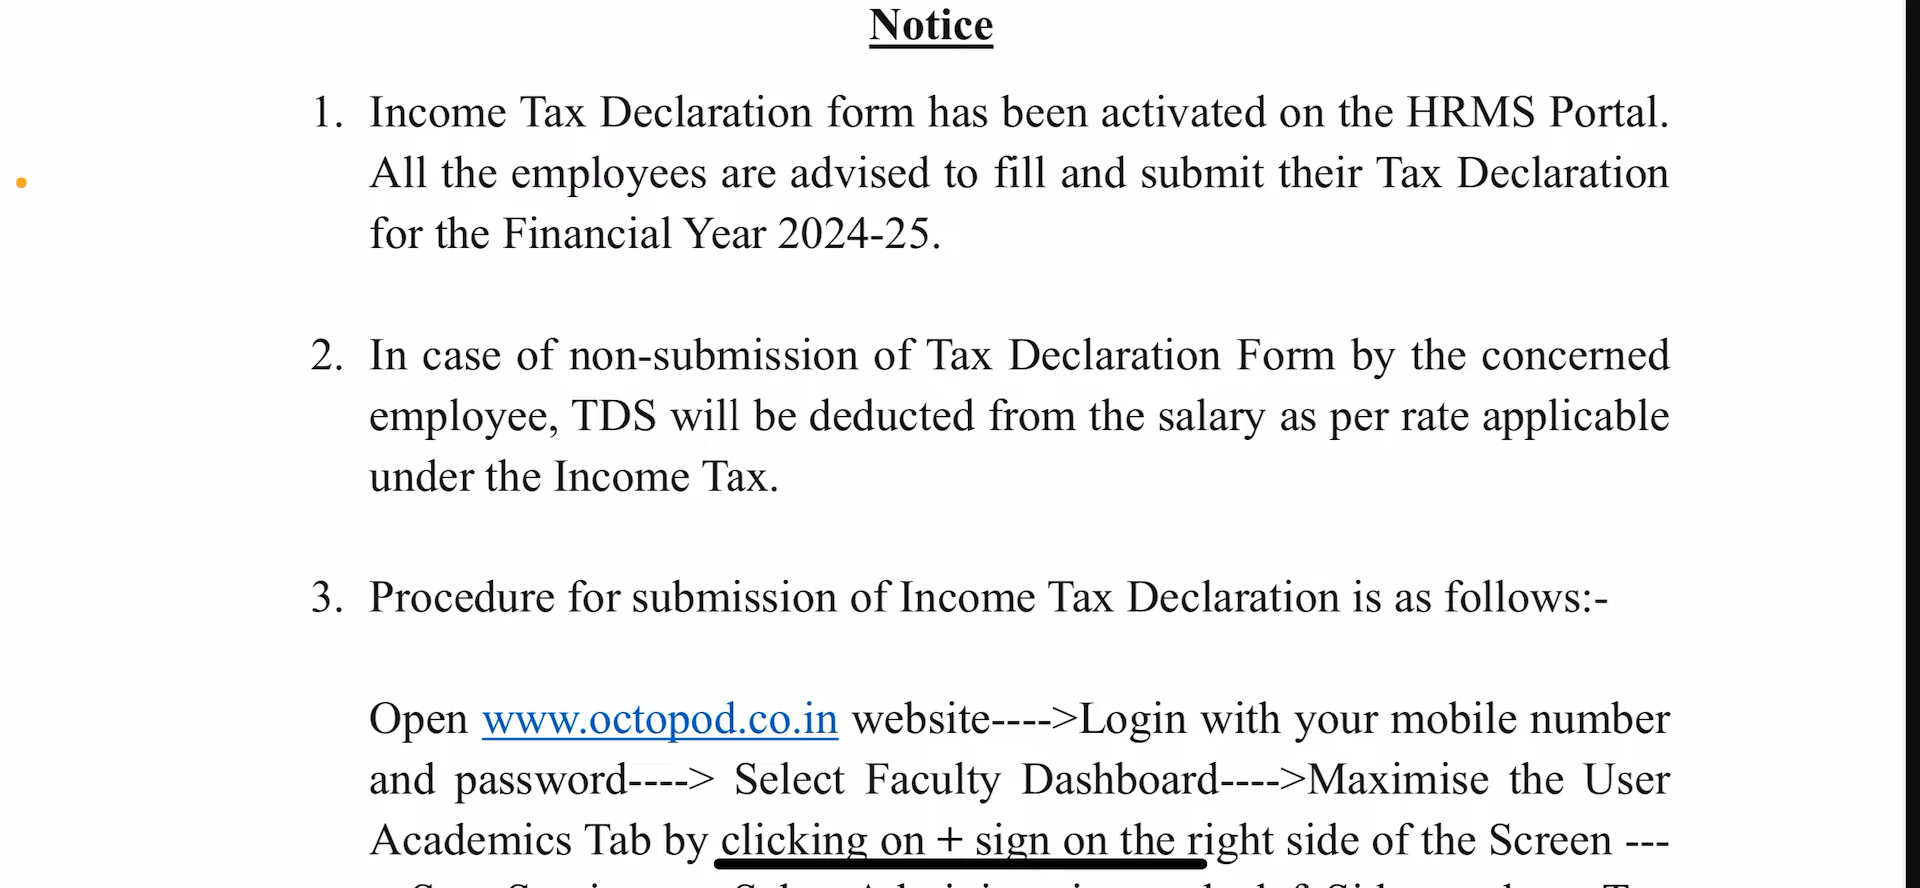 Notice
1. Income Tax Declaration form has been activated on the HRMS Portal.
All the employees are advised to fill and submit their Tax Declaration
for the Financial Year 2024-25.
2. In case of non-submission of Tax Declaration Form by the concerned
employee, TDS will be deducted from the salary as per rate applicable
under the Income Tax.
3. Procedure for submission of Income Tax Declaration is as follows:-
Open www.octopod.co.in website---->Login with your mobile number
and password----> Select Faculty Dashboard---->Maximise the User
Academics Tab by clicking on + sign on the right side of the Screen ---